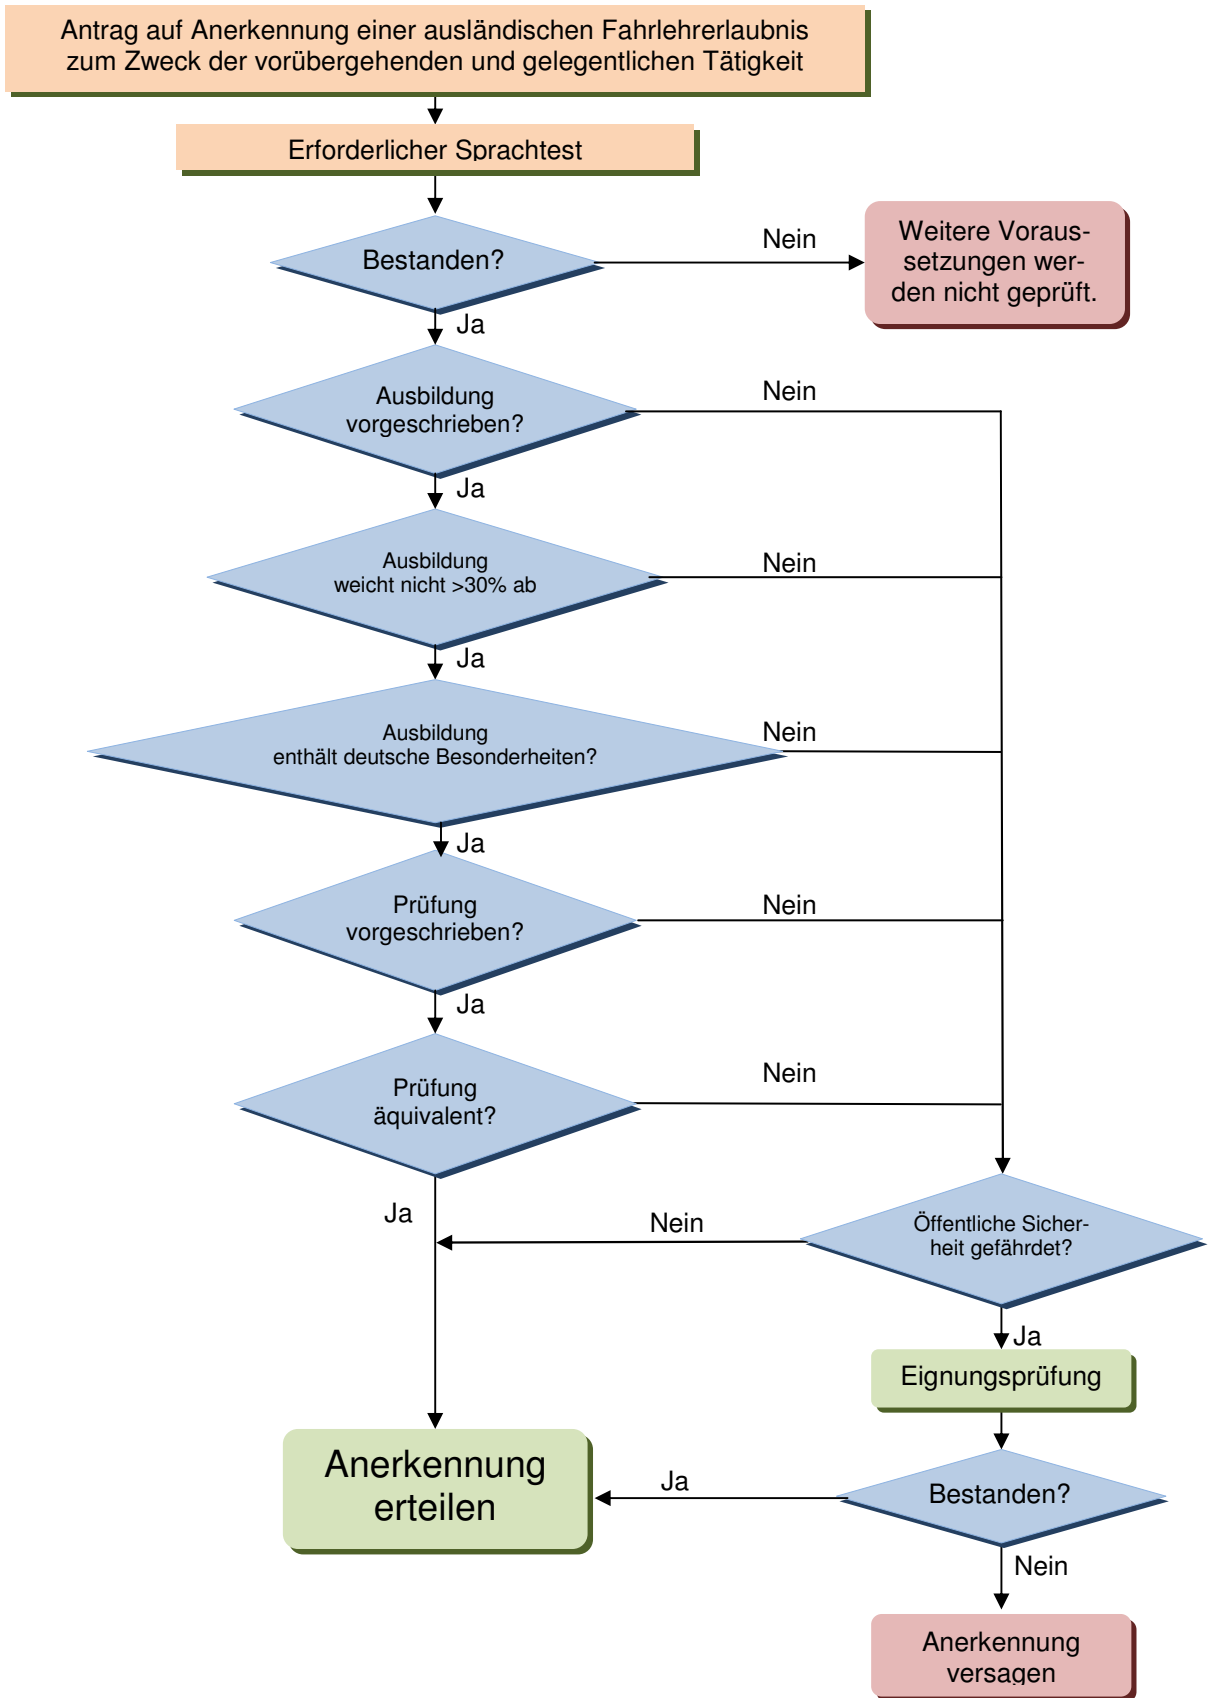 Antrag auf Anerkennung einer ausländischen Fahrlehrerlaubnis
zum Zweck der vorübergehenden und gelegentlichen Tätigkeit
Erforderlicher Sprachtest
Bestanden?
Nein
Weitere Voraus-
setzungen wer-
den nicht geprüft.
Ja
Ausbildung
vorgeschrieben?
Nein
Ja
Ausbildung
weicht nicht >30% ab
Nein
Ja
Ausbildung
enthält deutsche Besonderheiten?
Nein
Ja
Prüfung
vorgeschrieben?
Nein
Ja
Prüfung
äquivalent?
Nein
Ja
Nein
Öffentliche Sicher-
heit gefährdet?
Ja
Eignungsprüfung
Anerkennung
erteilen
Ja
Bestanden?
Nein
Anerkennung
versagen